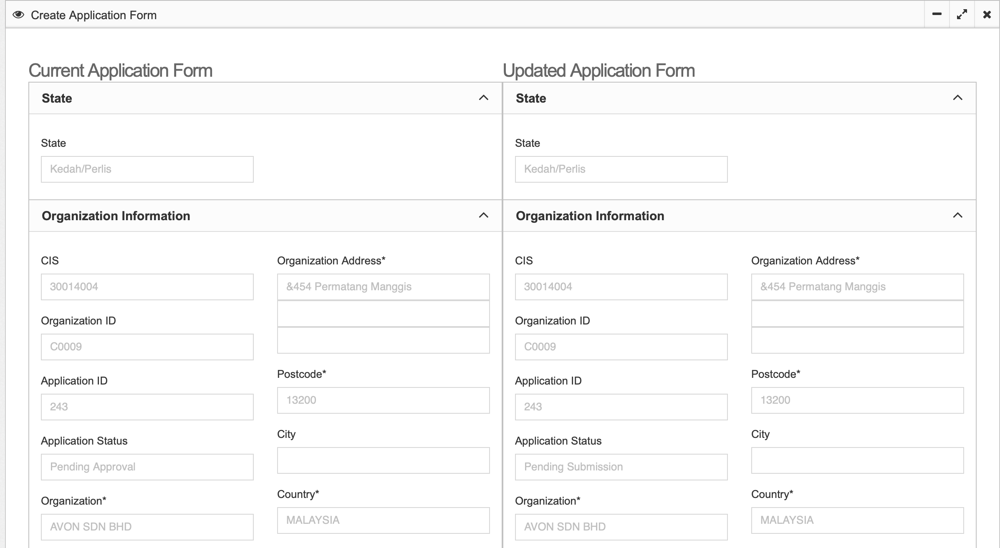 Create Application Form
Current Application Form
State
State
Kedah/Perlis
Organization Information
CIS
30014004
Organization ID
C0009
Application ID
243
Application Status
Pending Approval
Organization*
AVON SDN BHD
Organization Address*
&454 Permatang Manggis
Postcode*
13200
City
Country*
MALAYSIA
Updated Application Form
State
State
Kedah/Perlis
Organization Information
CIS
30014004
Organization ID
C0009
Application ID
243
Application Status
Pending Submission
Organization*
AVON SDN BHD
Organization Address*
&454 Permatang Manggis
Postcode*
13200
City
Country*
MALAYSIA